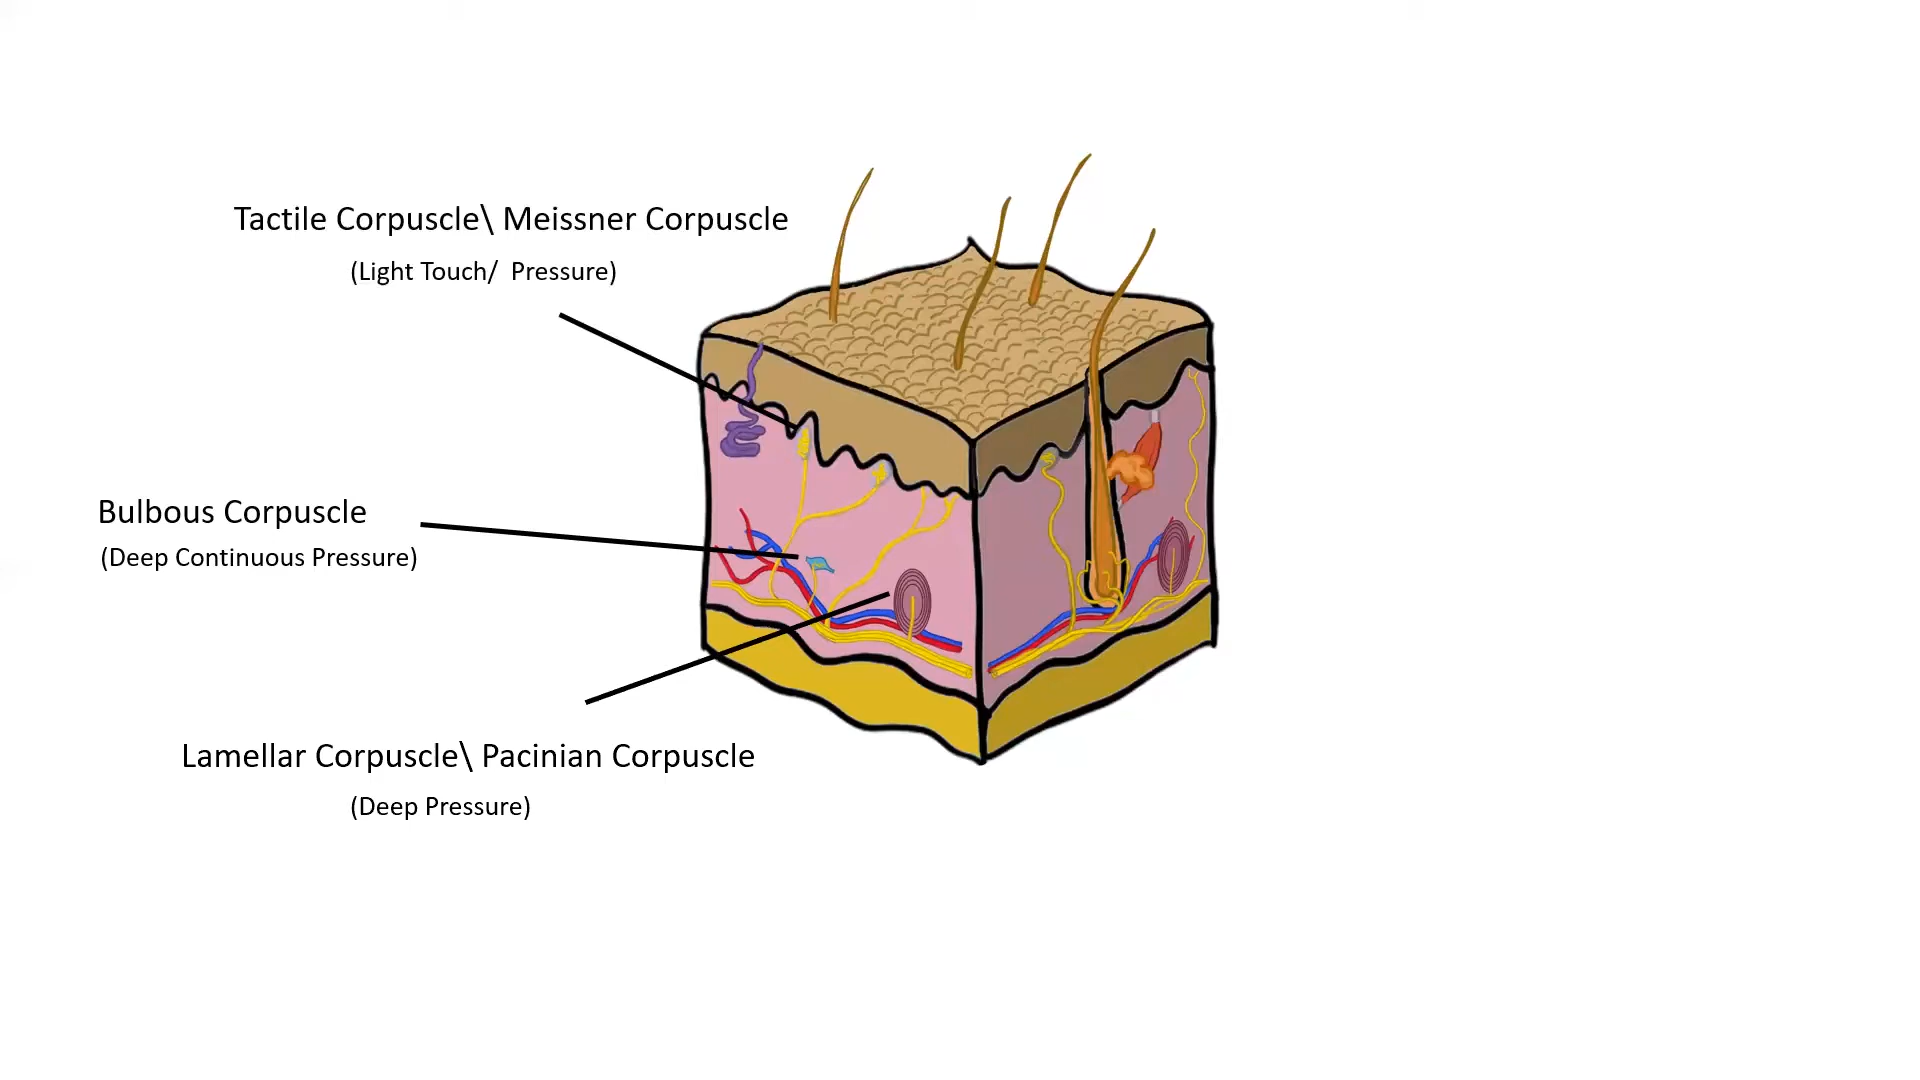 Tactile Corpuscle\ Meissner Corpuscle
(Light Touch/ Pressure)
Bulbous Corpuscle
(Deep Continuous Pressure)
Lamellar Corpuscle\ Pacinian Corpuscle
(Deep Pressure)